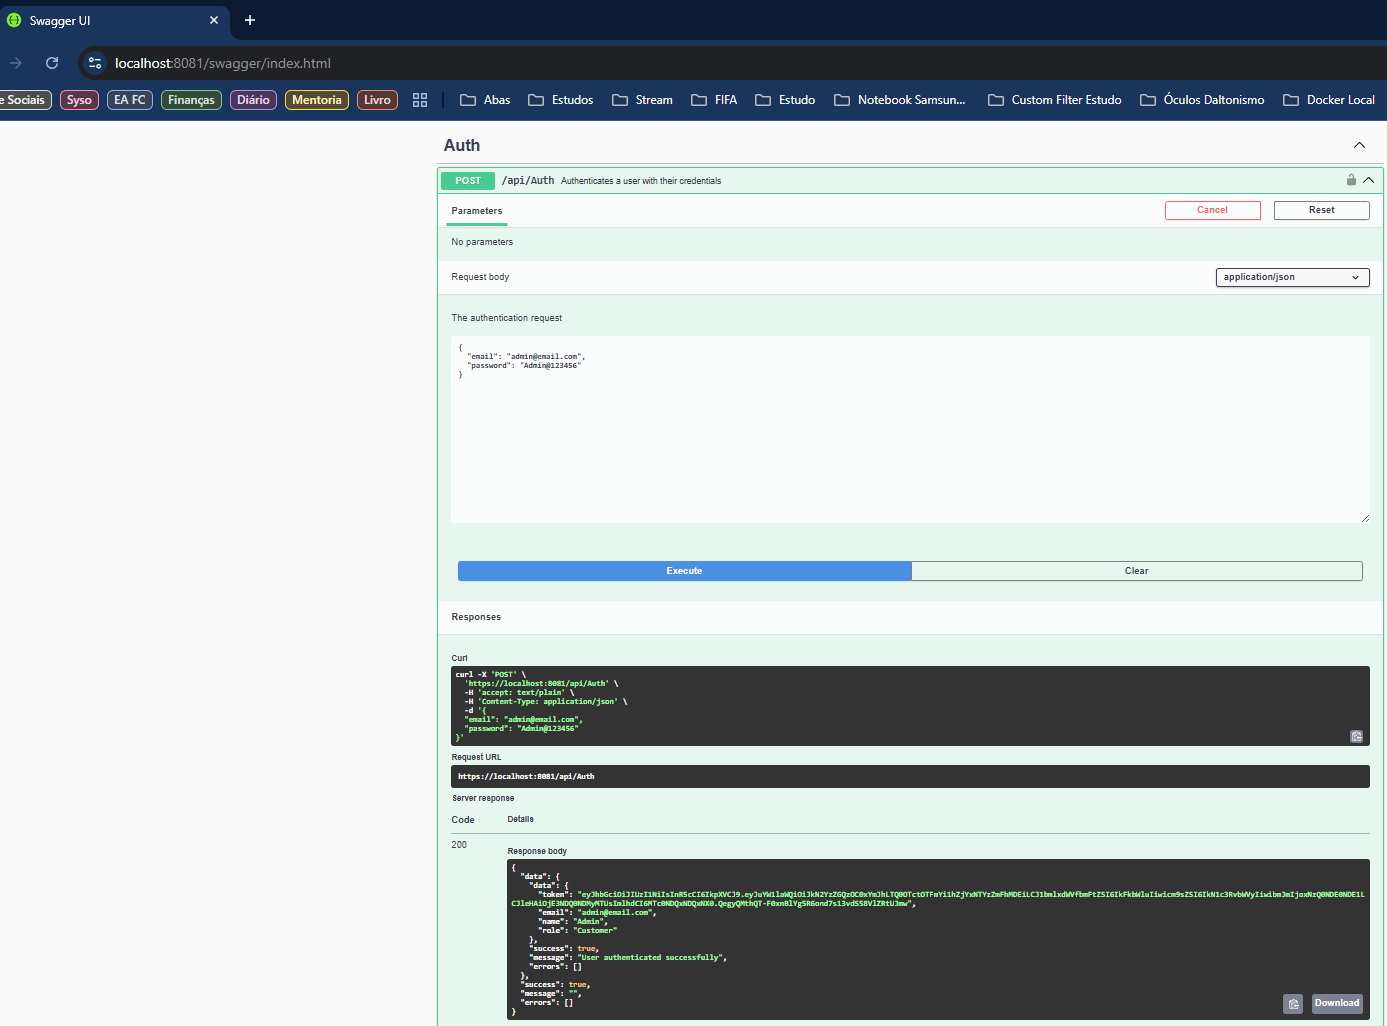 Swagger UI
localhost:8081/swagger/index.html
e Sociais Syso EA FC Finanças Diário Mentoria Livro Abas Estudos Stream FIFA Estudo Notebook Samsun... Custom Filter Estudo Óculos Daltonismo Docker Local
Auth
POST /api/Auth Authenticates a user with their credentials
Parameters Cancel Reset
No parameters
Request body application/json
The authentication request
{
"email": "admin@email.com",
"password": "Admin@123456"
}
Execute Clear
Responses
Curl
curl -X 'POST' \
'https://localhost:8081/api/Auth' \
-H 'accept: text/plain' \
-H 'Content-Type: application/json' \
-d '{
"email": "admin@email.com",
"password": "Admin@123456"
}'
Request URL
https://localhost:8081/api/Auth
Server response
Code Details
200
Response body
{
"data": {
"data": {
"token":
"email": "admin@email.com",
"name": "Admin",
"role": "Customer"
},
"success": true,
"message": "User authenticated successfully",
"errors": []
},
"success": true,
"message": "",
"errors": []
}
Download